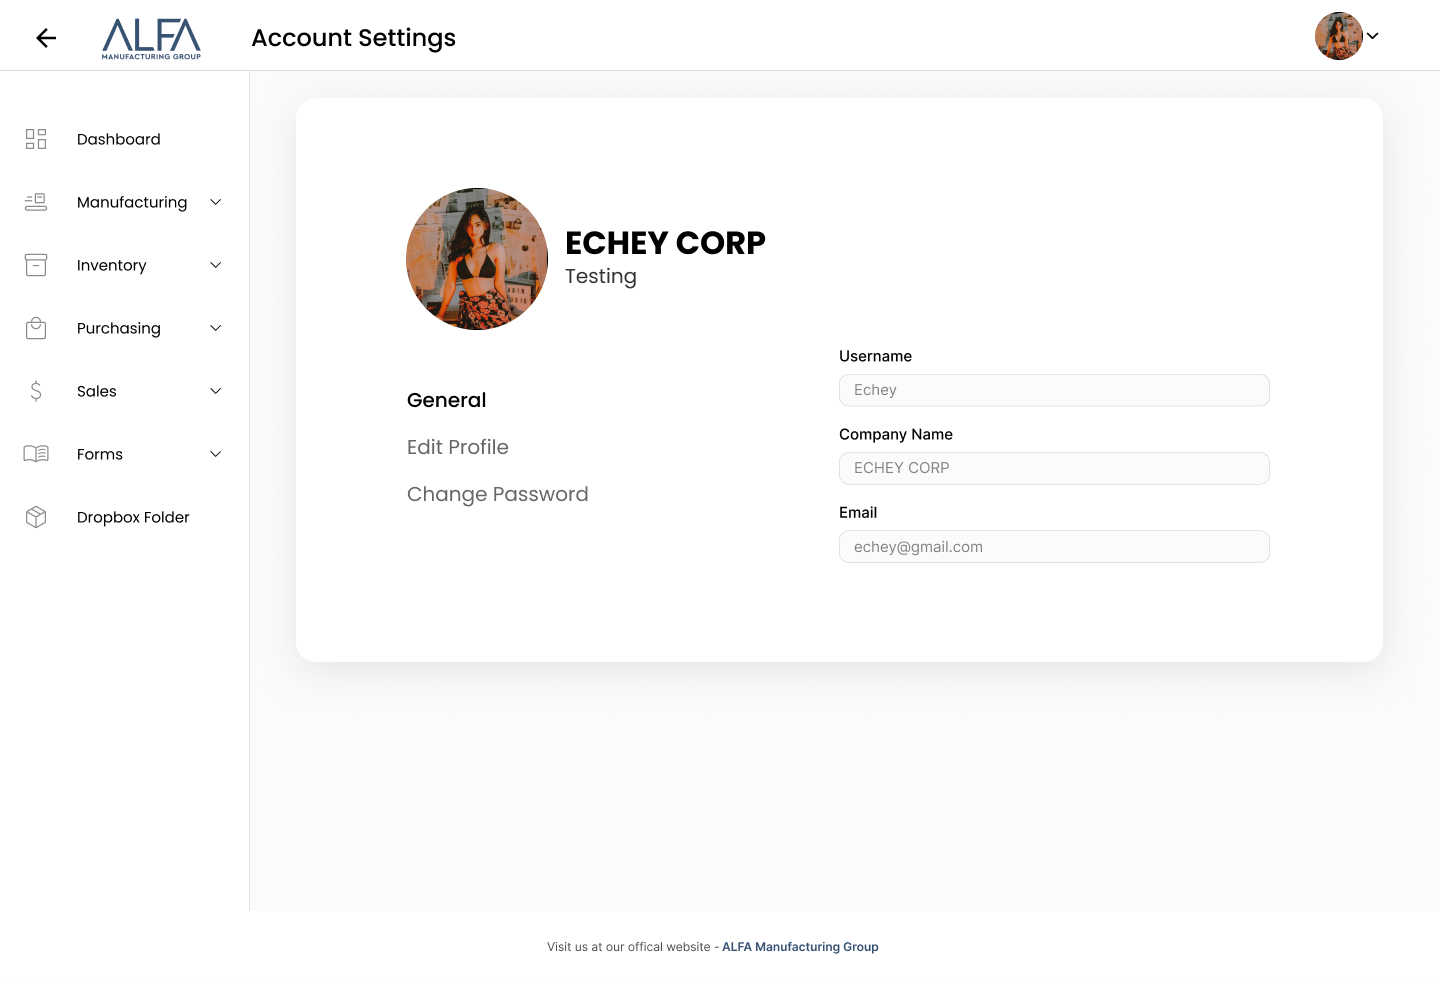 ALFA
MANUFACTURING GROUP
Account Settings
Dashboard
Manufacturing
Inventory
Purchasing
Sales
Forms
Dropbox Folder
ECHEY CORP
Testing
General
Edit Profile
Change Password
Username
Echey
Company Name
ECHEY CORP
Email
echey@gmail.com
Visit us at our offical website - ALFA Manufacturing Group